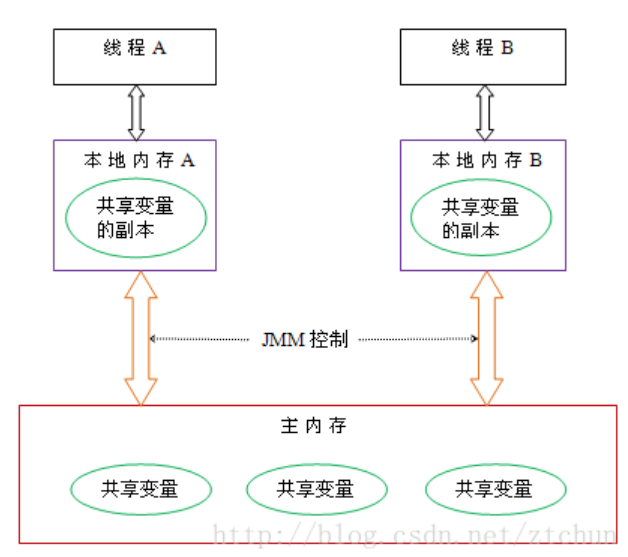 线程 A
线程 B
本地内存 A
本地内存 B
共享变量
的副本
共享变量
的副本
JMM 控制
主内存
共享变量
共享变量
共享变量
http://blog.csdn.net/ztchun